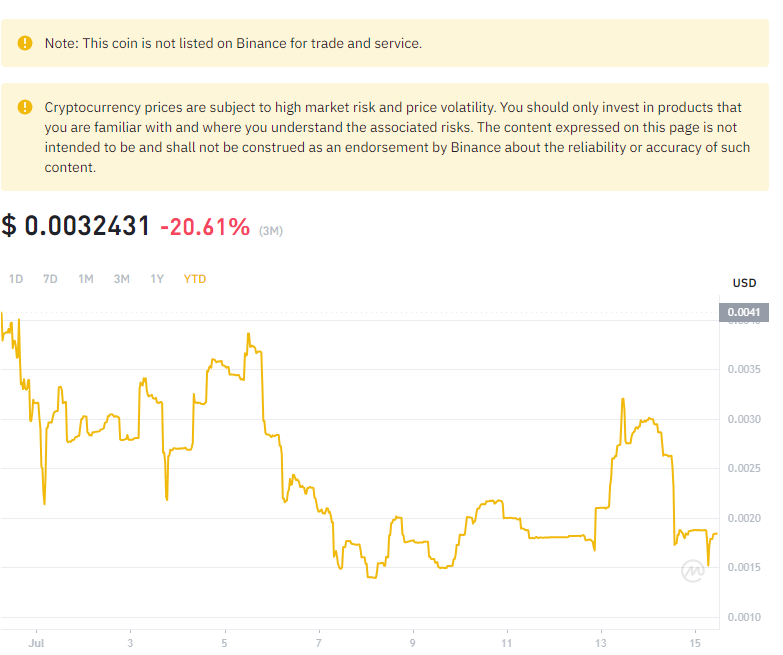 Note: This coin is not listed on Binance for trade and service.
Cryptocurrency prices are subject to high market risk and price volatility. You should only invest in products that
you are familiar with and where you understand the associated risks. The content expressed on this page is not
intended to be and shall not be construed as an endorsement by Binance about the reliability or accuracy of such
content.
$ 0.0032431 -20.61% (3M)
1D 7D 1M 3M 1Y YTD
USD
0.0041
0.0035
0.0030
0.0025
0.0020
0.0015
0.0010
Jul 3 5 7 9 11 13 15